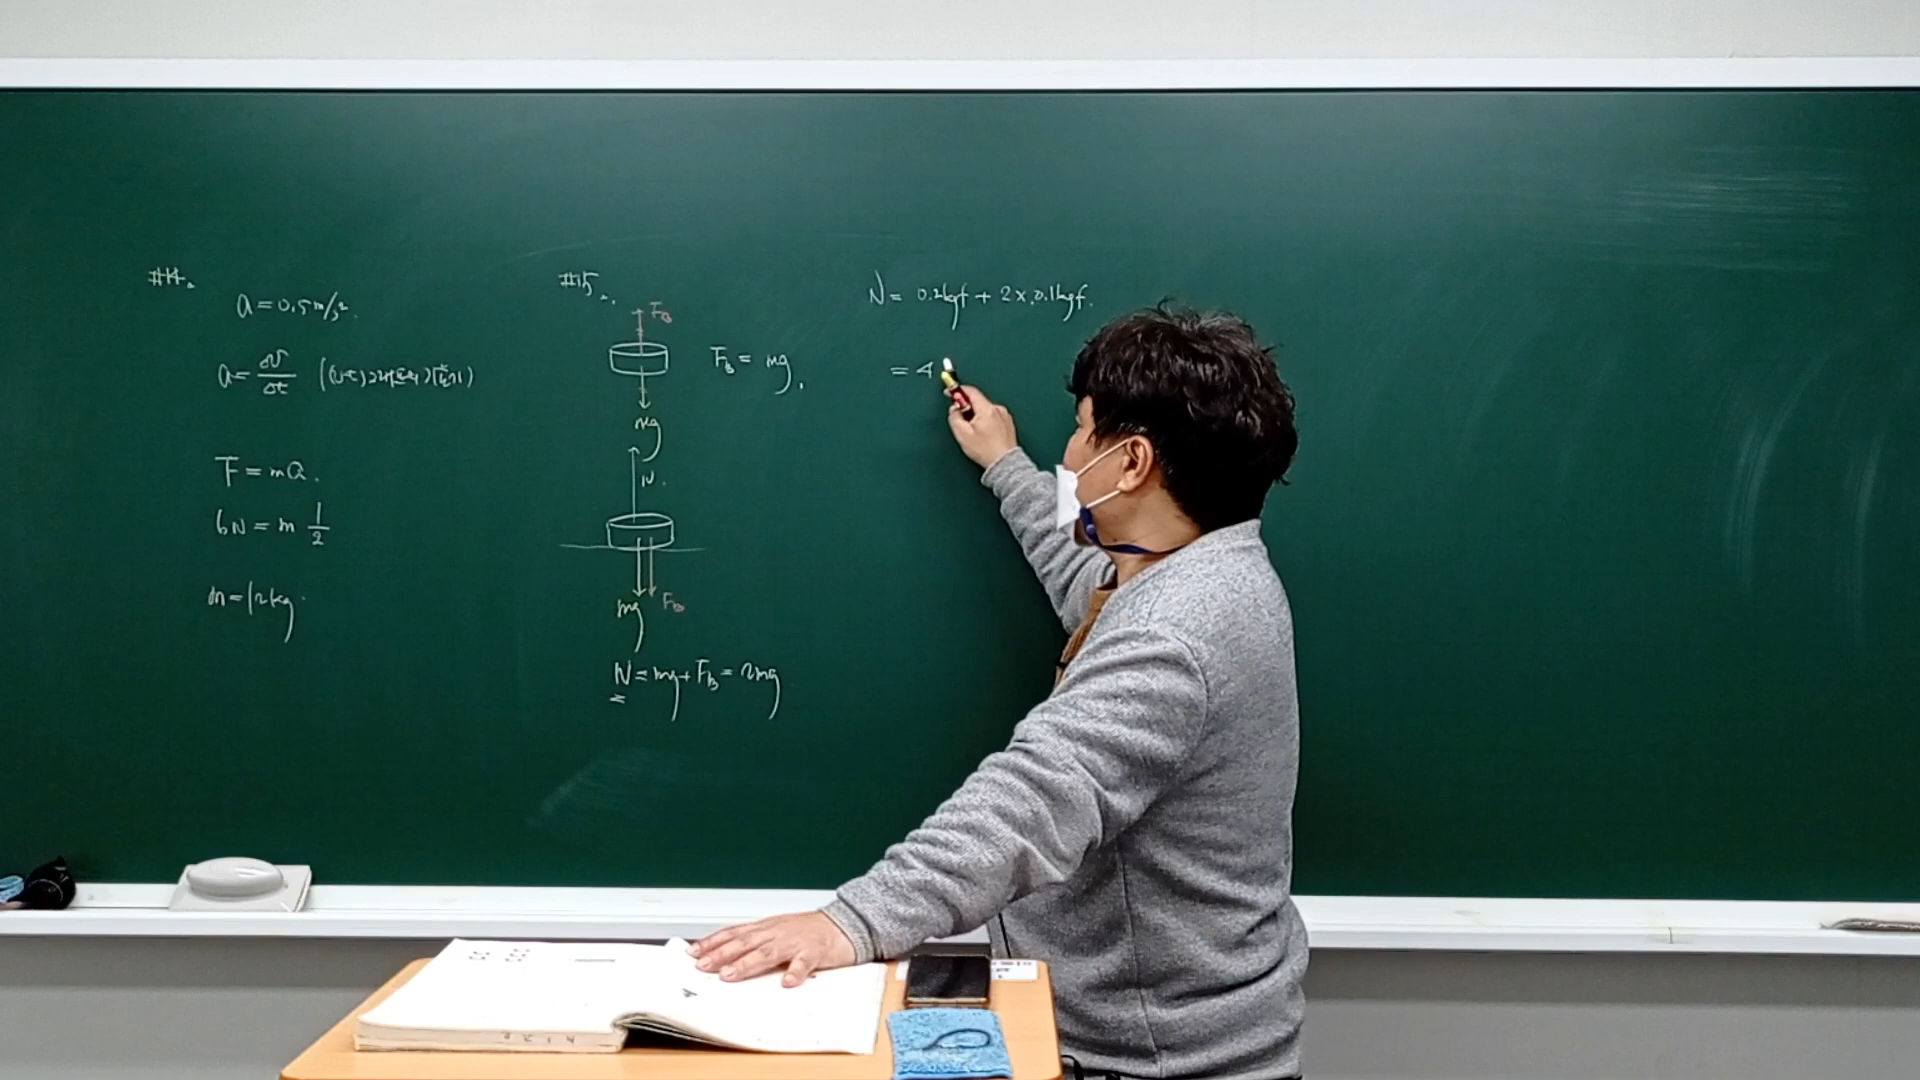 #14.
a = 0.5 m/s².
a = Δv/Δt
F = ma.
6N = m 1/2
m = 12kg.
#15.
F_B
F_B = mg.
mg
N.
mg F_B
N = mg + F_B = 2mg
N = 0.2kgf + 2 × 0.1kgf.
= 4